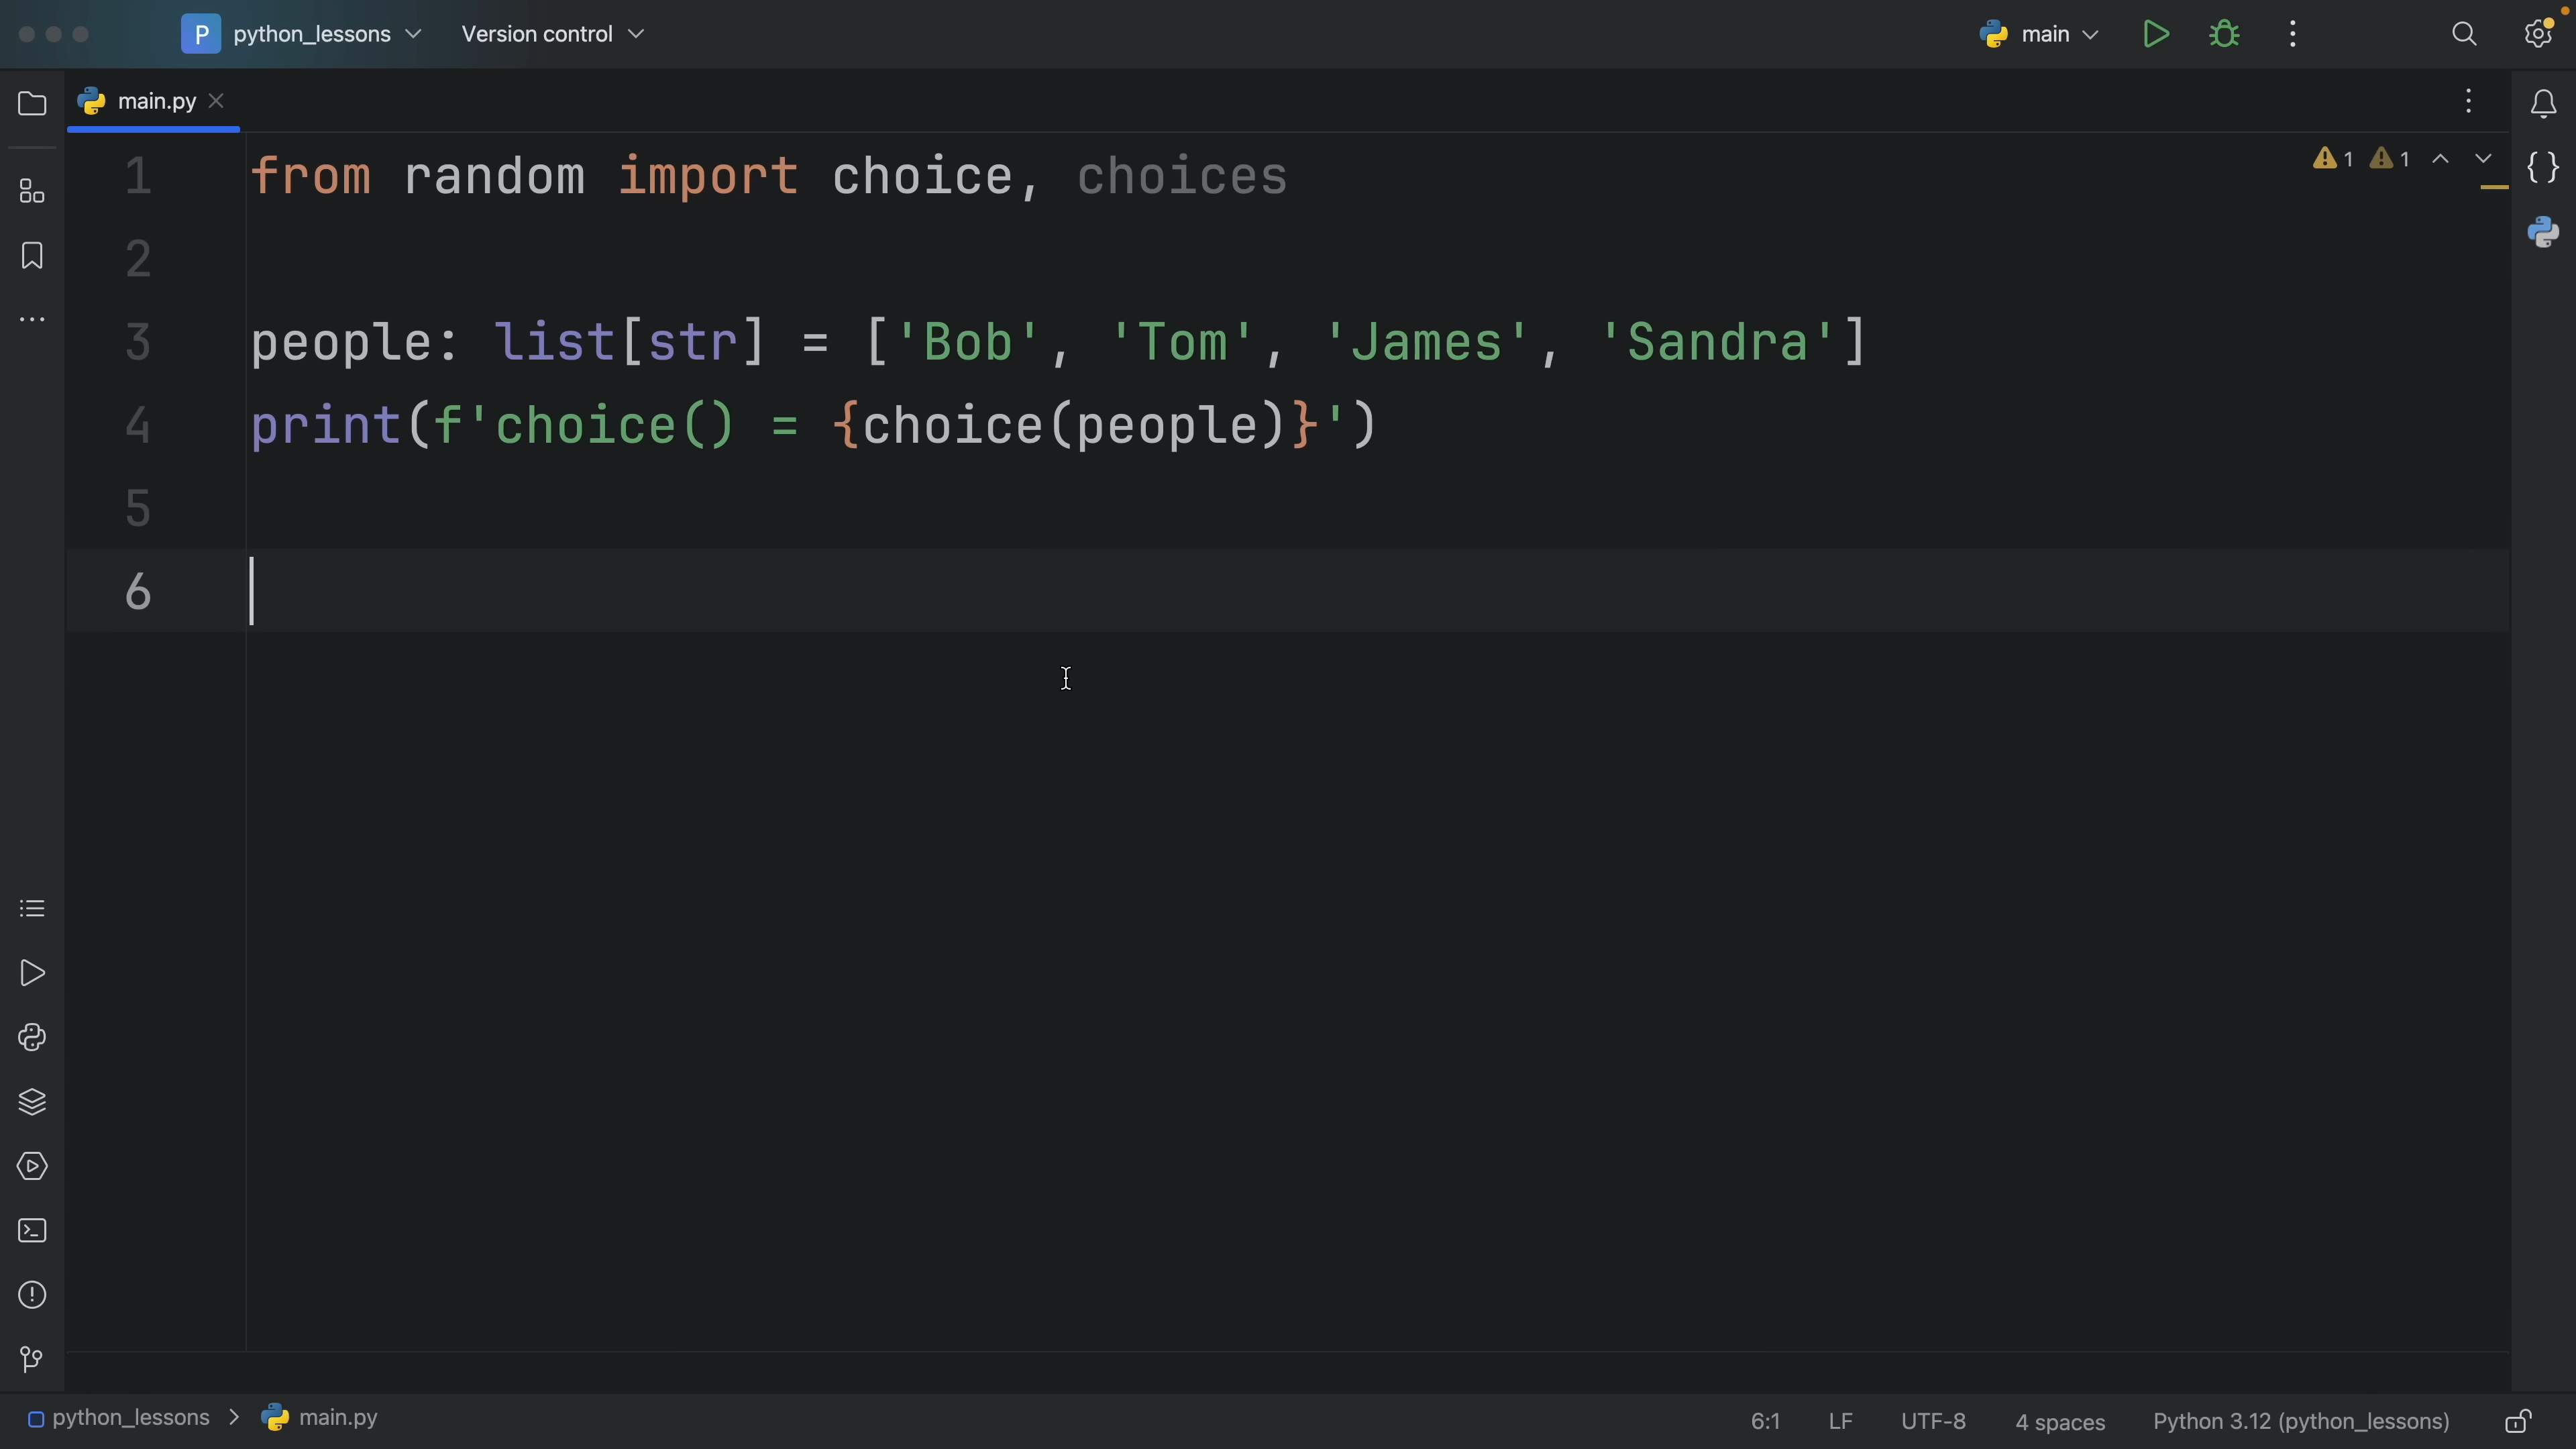 P python_lessons Version control main
main.py
1 from random import choice, choices 1 1
2
3 people: list[str] = ['Bob', 'Tom', 'James', 'Sandra']
4 print(f'choice() = {choice(people)}')
5
6
python_lessons > main.py 6:1 LF UTF-8 4 spaces Python 3.12 (python_lessons)